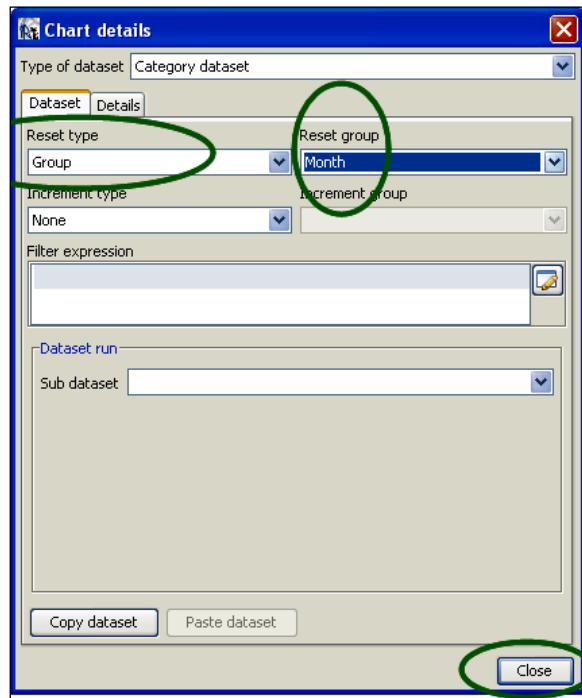 Chart details
Type of dataset Category dataset
Dataset Details
Reset type Reset group
Group Month
Increment type Increment group
None
Filter expression
Dataset run
Sub dataset
Copy dataset Paste dataset
Close